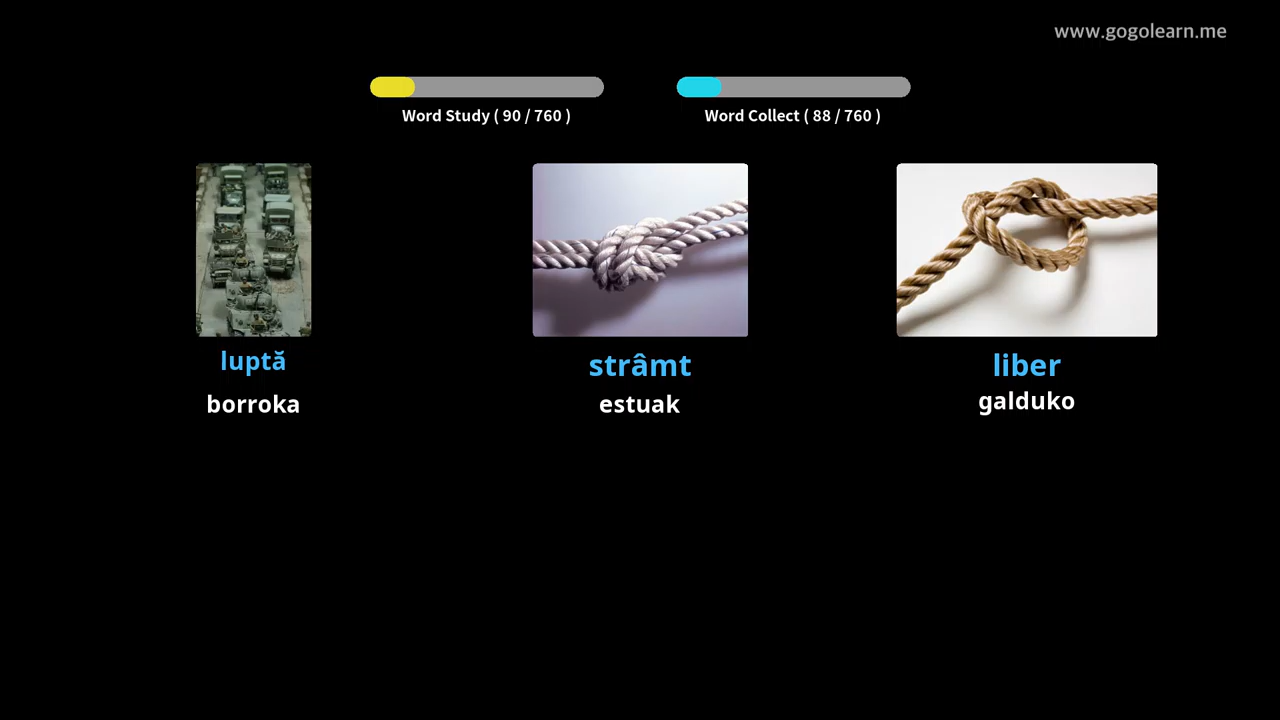 www.gogolearn.me
Word Study ( 90 / 760 )
Word Collect ( 88 / 760 )
luptă
strâmt
liber
borroka
estuak
galduko